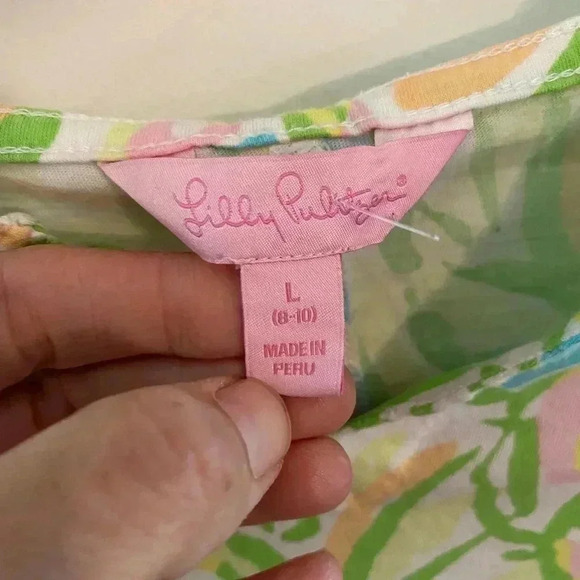 Lilly Pulitzer®
L
(8-10)
MADE IN
PERU